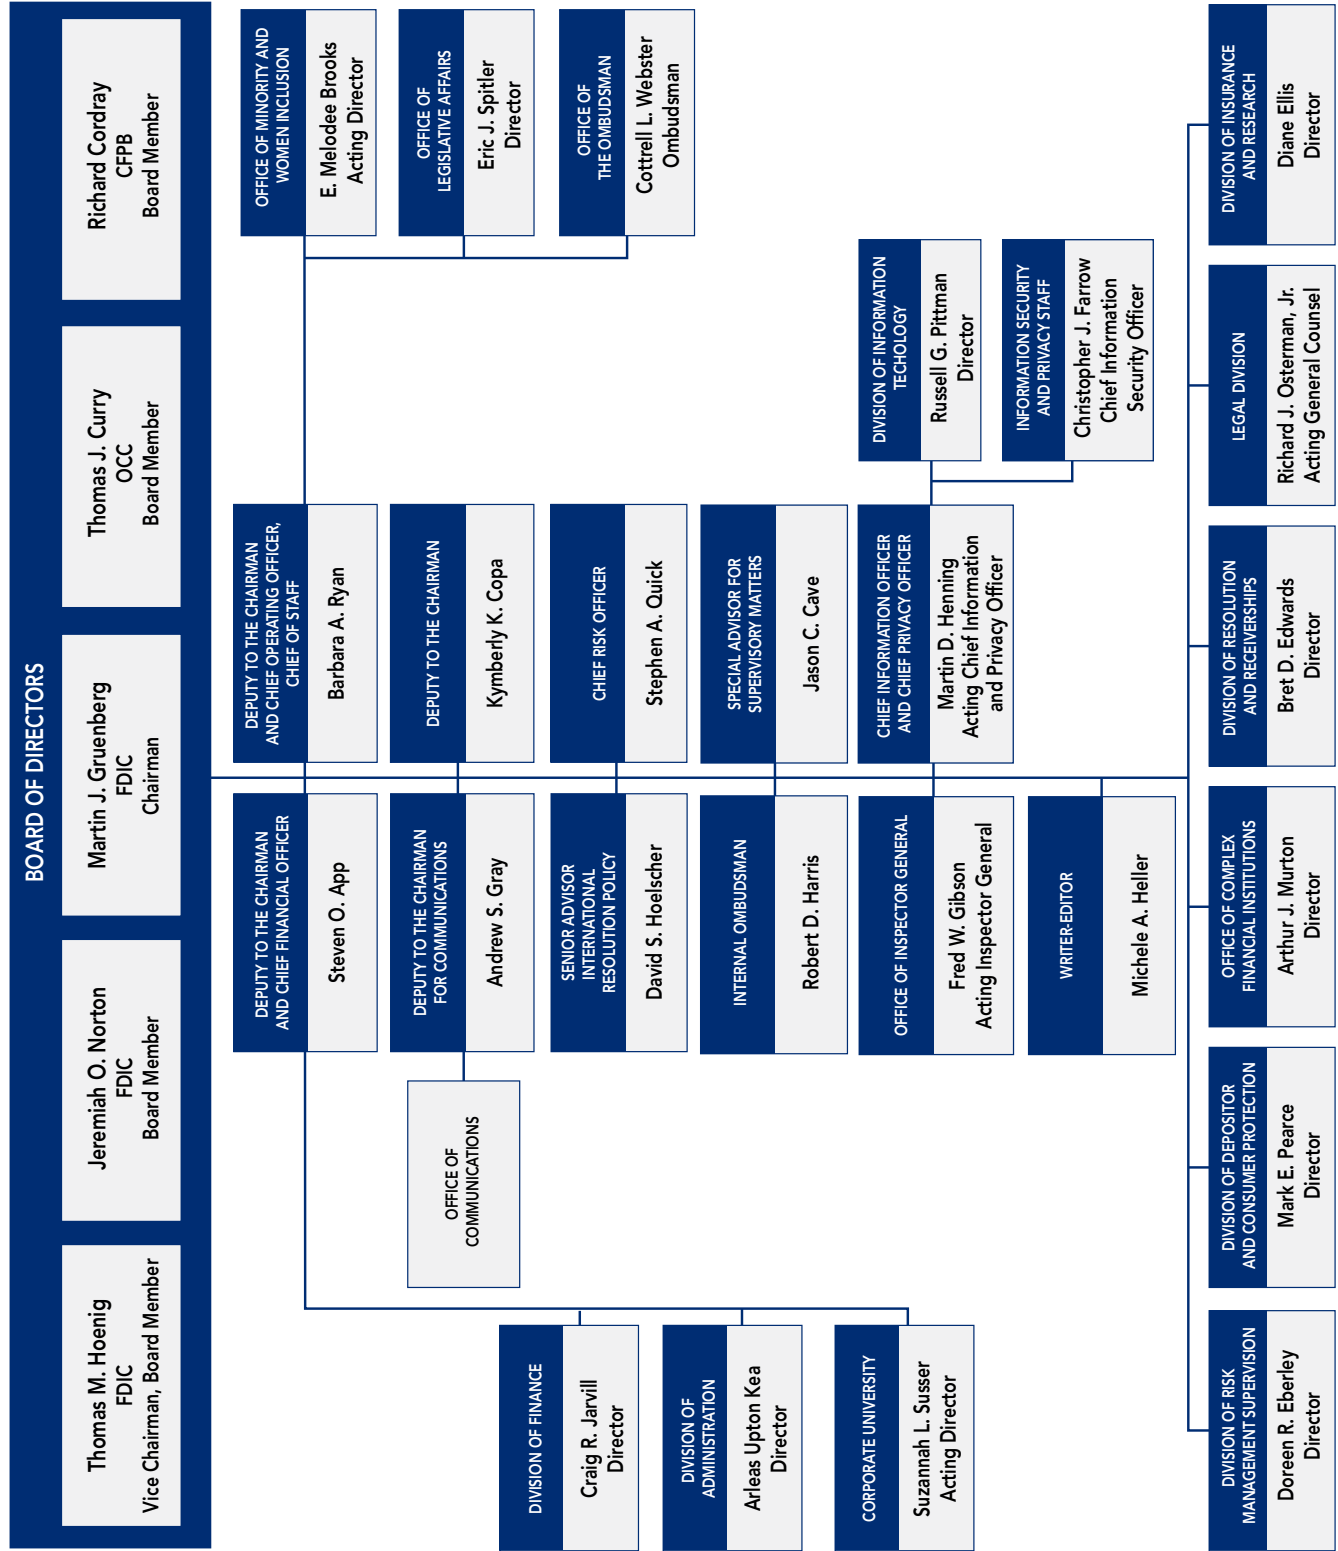 BOARD OF DIRECTORS
Thomas M. Hoenig
FDIC
Vice Chairman, Board Member
Jeremiah O. Norton
FDIC
Board Member
Martin J. Gruenberg
FDIC
Chairman
Thomas J. Curry
OCC
Board Member
Richard Cordray
CFPB
Board Member
DEPUTY TO THE CHAIRMAN
AND CHIEF FINANCIAL OFFICER
Steven O. App
DEPUTY TO THE CHAIRMAN
AND CHIEF OPERATING OFFICER,
CHIEF OF STAFF
Barbara A. Ryan
OFFICE OF MINORITY AND
WOMEN INCLUSION
E. Melodee Brooks
Acting Director
OFFICE OF
COMMUNICATIONS
DEPUTY TO THE CHAIRMAN
FOR COMMUNICATIONS
Andrew S. Gray
DEPUTY TO THE CHAIRMAN
Kymberly K. Copa
OFFICE OF
LEGISLATIVE AFFAIRS
Eric J. Spitler
Director
DIVISION OF FINANCE
Craig R. Jarvill
Director
SENIOR ADVISOR
INTERNATIONAL
RESOLUTION POLICY
David S. Hoelscher
CHIEF RISK OFFICER
Stephen A. Quick
OFFICE OF
THE OMBUDSMAN
Cottrell L. Webster
Ombudsman
DIVISION OF
ADMINISTRATION
Arleas Upton Kea
Director
INTERNAL OMBUDSMAN
Robert D. Harris
SPECIAL ADVISOR FOR
SUPERVISORY MATTERS
Jason C. Cave
CORPORATE UNIVERSITY
Suzannah L. Susser
Acting Director
OFFICE OF INSPECTOR GENERAL
Fred W. Gibson
Acting Inspector General
CHIEF INFORMATION OFFICER
AND CHIEF PRIVACY OFFICER
Martin D. Henning
Acting Chief Information
and Privacy Officer
DIVISION OF INFORMATION
TECHOLOGY
Russell G. Pittman
Director
WRITER-EDITOR
Michele A. Heller
INFORMATION SECURITY
AND PRIVACY STAFF
Christopher J. Farrow
Chief Information
Security Officer
DIVISION OF RISK
MANAGEMENT SUPERVISION
Doreen R. Eberley
Director
DIVISION OF DEPOSITOR
AND CONSUMER PROTECTION
Mark E. Pearce
Director
OFFICE OF COMPLEX
FINANCIAL INSTITUTIONS
Arthur J. Murton
Director
DIVISION OF RESOLUTION
AND RECEIVERSHIPS
Bret D. Edwards
Director
LEGAL DIVISION
Richard J. Osterman, Jr.
Acting General Counsel
DIVISION OF INSURANCE
AND RESEARCH
Diane Ellis
Director